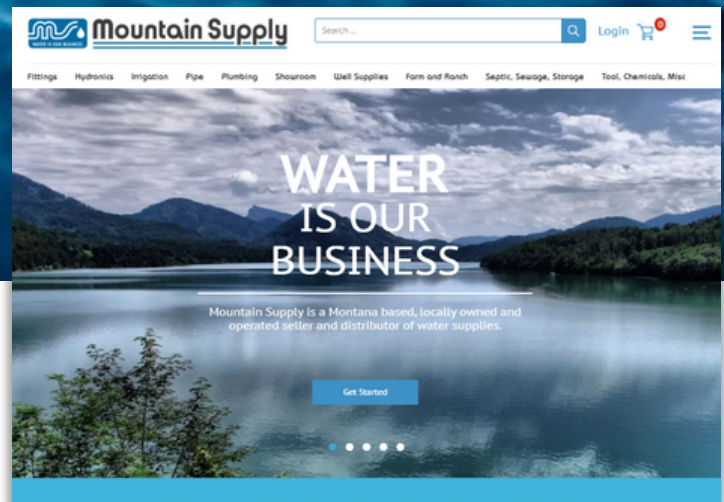 WATER IS OUR BUSINESS
Mountain Supply
Search ...
Login
0
Fittings Hydronics Irrigation Pipe Plumbing Showroom Well Supplies Farm and Ranch Septic, Sewage, Storage Tool, Chemicals, Misc
WATER
IS OUR
BUSINESS
Mountain Supply is a Montana based, locally owned and
operated seller and distributor of water supplies.
Get Started